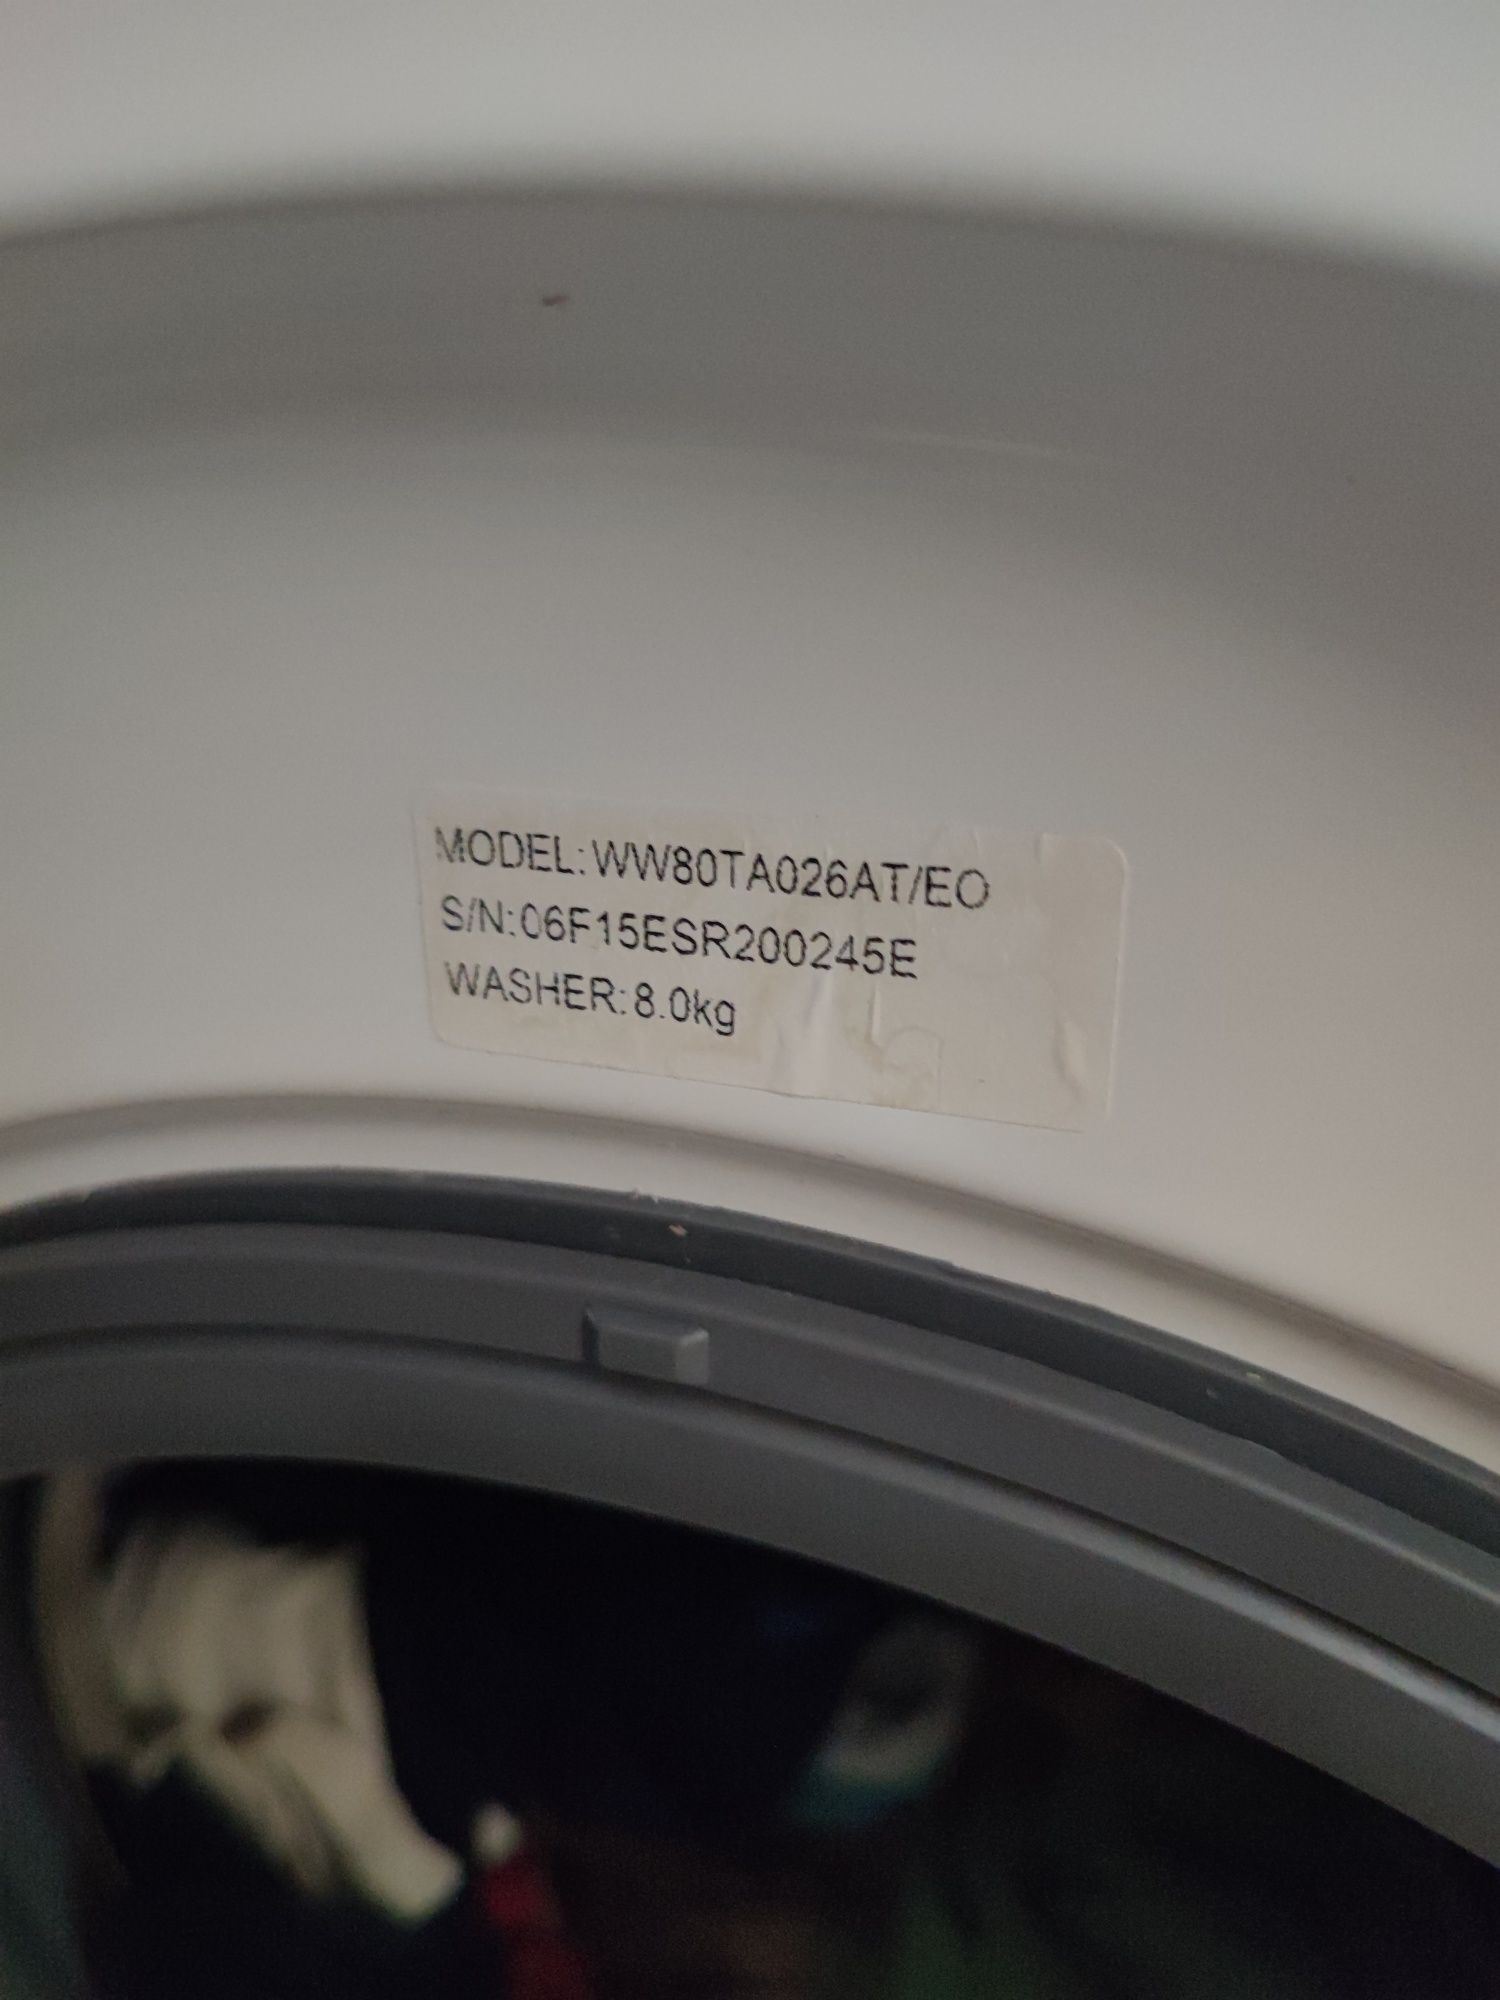 MODEL:WW80TA026AT/EO
S/N:06F15ESR200245E
WASHER:8.0kg